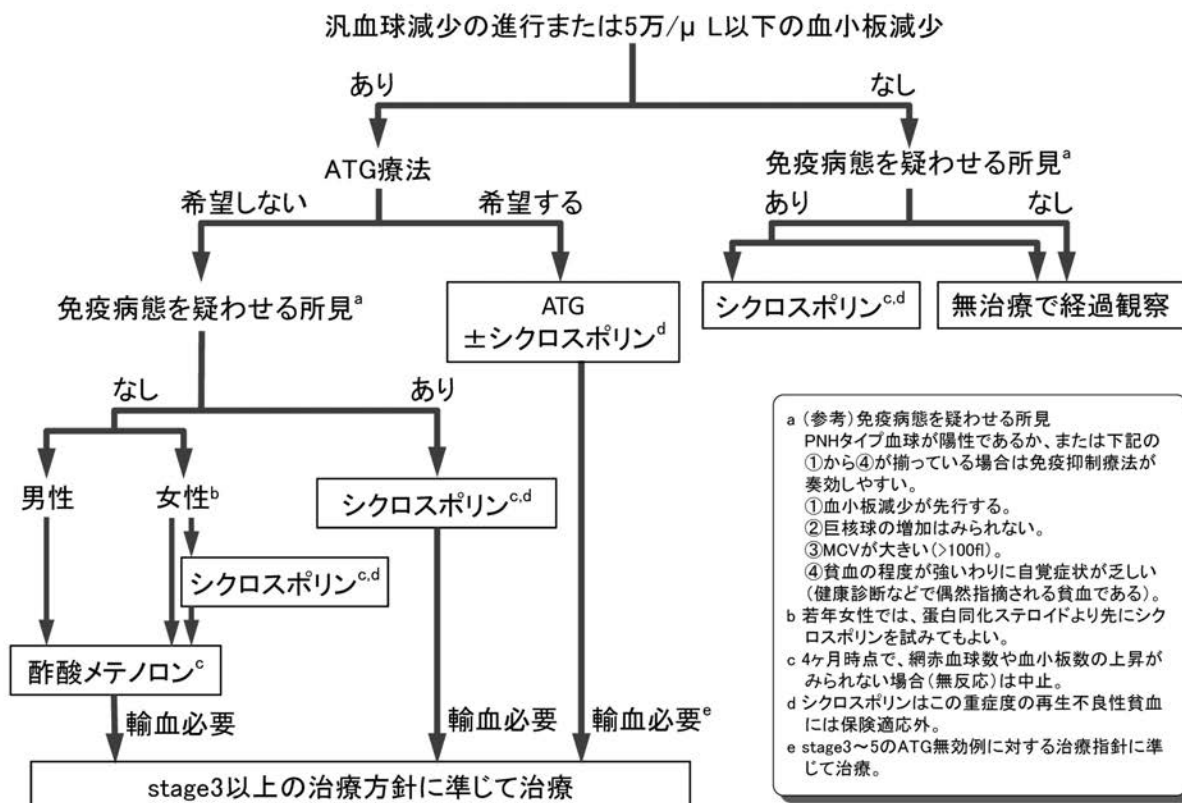 汎血球減少の進行または5万/μL以下の血小板減少
あり
なし
ATG療法
免疫病態を疑わせる所見a
希望しない
希望する
あり
なし
免疫病態を疑わせる所見a
ATG
±シクロスポリンd
シクロスポリンc,d
無治療で経過観察
なし
あり
男性
女性b
シクロスポリンc,d
シクロスポリンc,d
酢酸メテノロンc
輸血必要
輸血必要
輸血必要e
stage3以上の治療方針に準じて治療
a (参考)免疫病態を疑わせる所見
PNHタイプ血球が陽性であるか、または下記の
①から④が揃っている場合は免疫抑制療法が
奏効しやすい。
①血小板減少が先行する。
②巨核球の増加はみられない。
③MCVが大きい(>100fl)。
④貧血の程度が強いわりに自覚症状が乏しい
(健康診断などで偶然指摘される貧血である)。
b 若年女性では、蛋白同化ステロイドより先にシク
ロスポリンを試みてもよい。
c 4ヶ月時点で、網赤血球数や血小板数の上昇が
みられない場合(無反応)は中止。
d シクロスポリンはこの重症度の再生不良性貧血
には保険適応外。
e stage3～5のATG無効例に対する治療指針に準
じて治療。